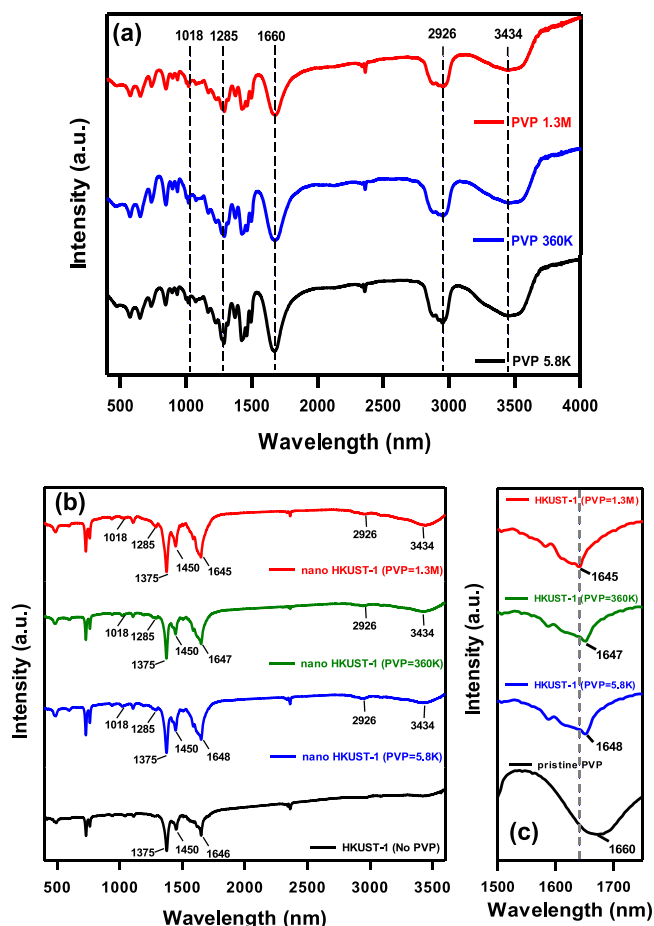 (a)
1018 1285 1660 2926 3434
PVP 1.3M
PVP 360K
PVP 5.8K
Intensity (a.u.)
500 1000 1500 2000 2500 3000 3500 4000
Wavelength (nm)
(b)
1018
1285
1375
1450
1645
2926
3434
nano HKUST-1 (PVP=1.3M)
1018
1285
1375
1450
1647
2926
3434
nano HKUST-1 (PVP=360K)
1018
1285
1375
1450
1648
2926
3434
nano HKUST-1 (PVP=5.8K)
1375
1450
1646
HKUST-1 (No PVP)
Intensity (a.u.)
500 1000 1500 2000 2500 3000 3500
Wavelength (nm)
HKUST-1 (PVP=1.3M)
1645
HKUST-1 (PVP=360K)
1647
HKUST-1 (PVP=5.8K)
1648
pristine PVP
(c)
1660
Intensity (a.u.)
1500 1600 1700
Wavelength (nm)